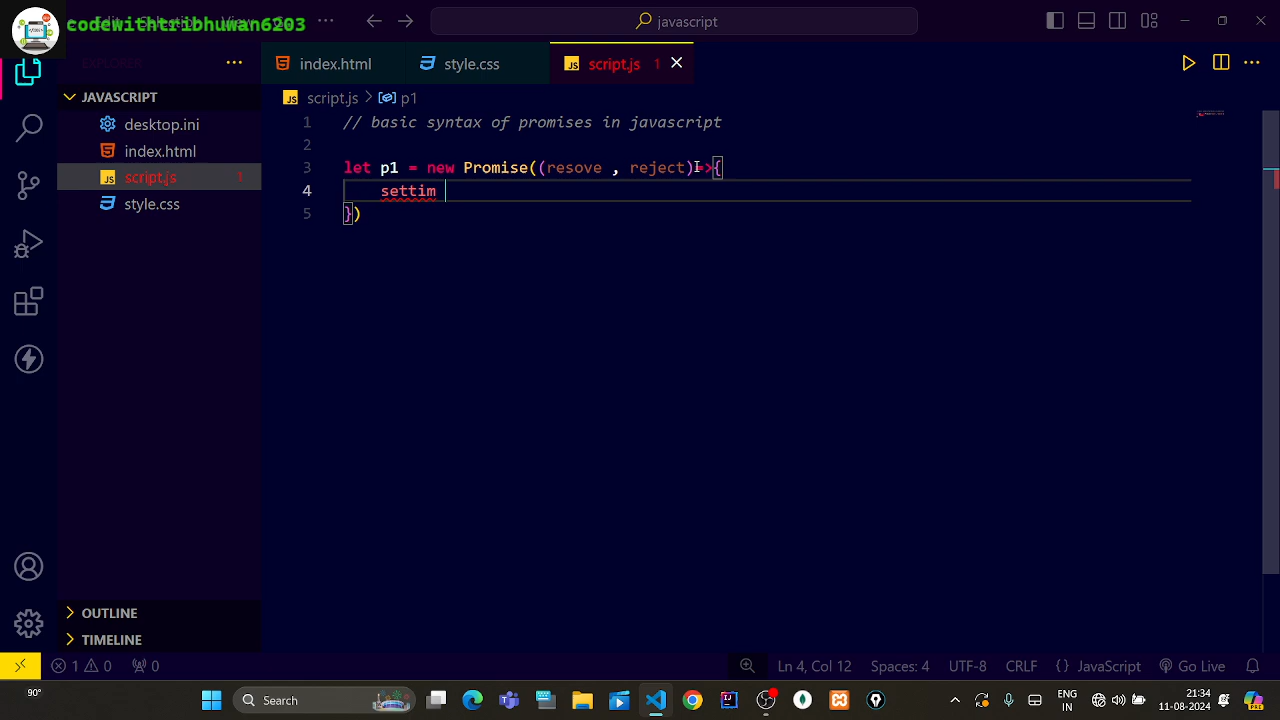 codewithtribhuwan6203
javascript
EXPLORER
index.html
style.css
script.js 1
JAVASCRIPT
script.js > p1
desktop.ini
index.html
script.js 1
style.css
1 // basic syntax of promises in javascript
2
3 let p1 = new Promise((resove , reject)=>{
4 settim
5 })
OUTLINE
TIMELINE
1 0 0
Ln 4, Col 12 Spaces: 4 UTF-8 CRLF {} JavaScript Go Live
90°
Search
ENG
IN
21:34
11-08-2024